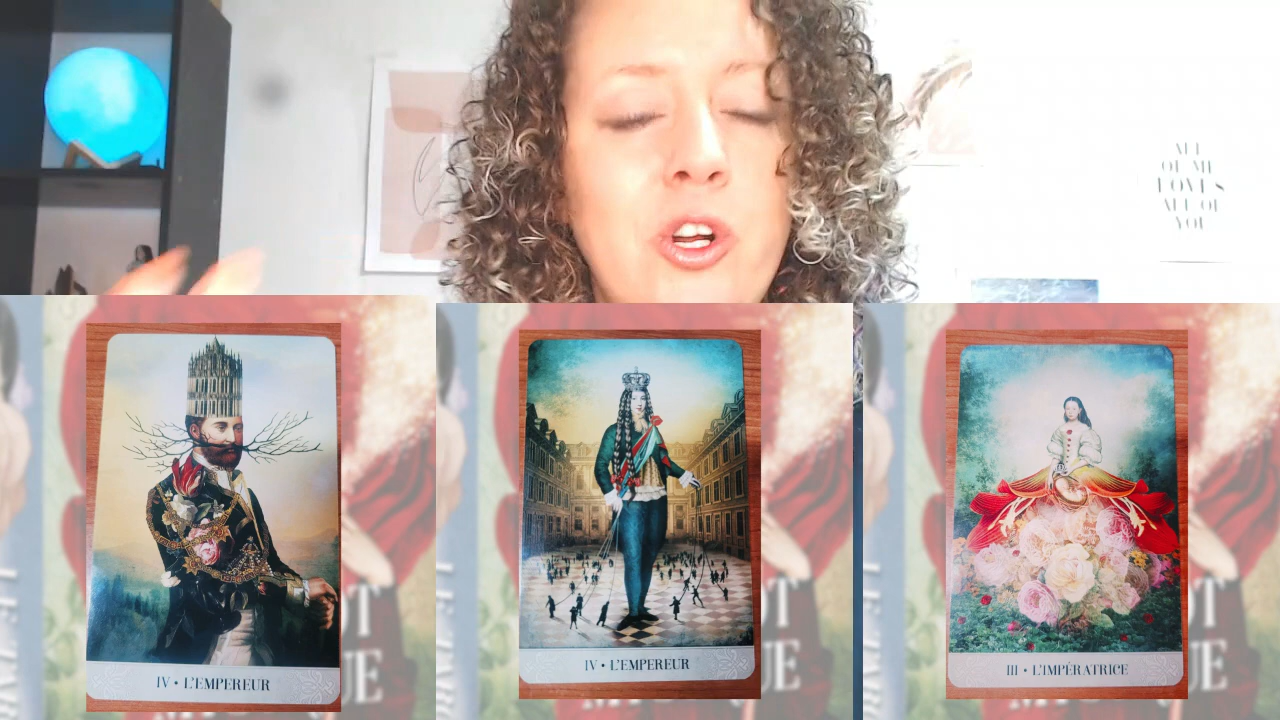 ALL
OF ME
LOVES
ALL OF
YOU
IV • L'EMPEREUR
IV • L'EMPEREUR
III • L'IMPÉRATRICE